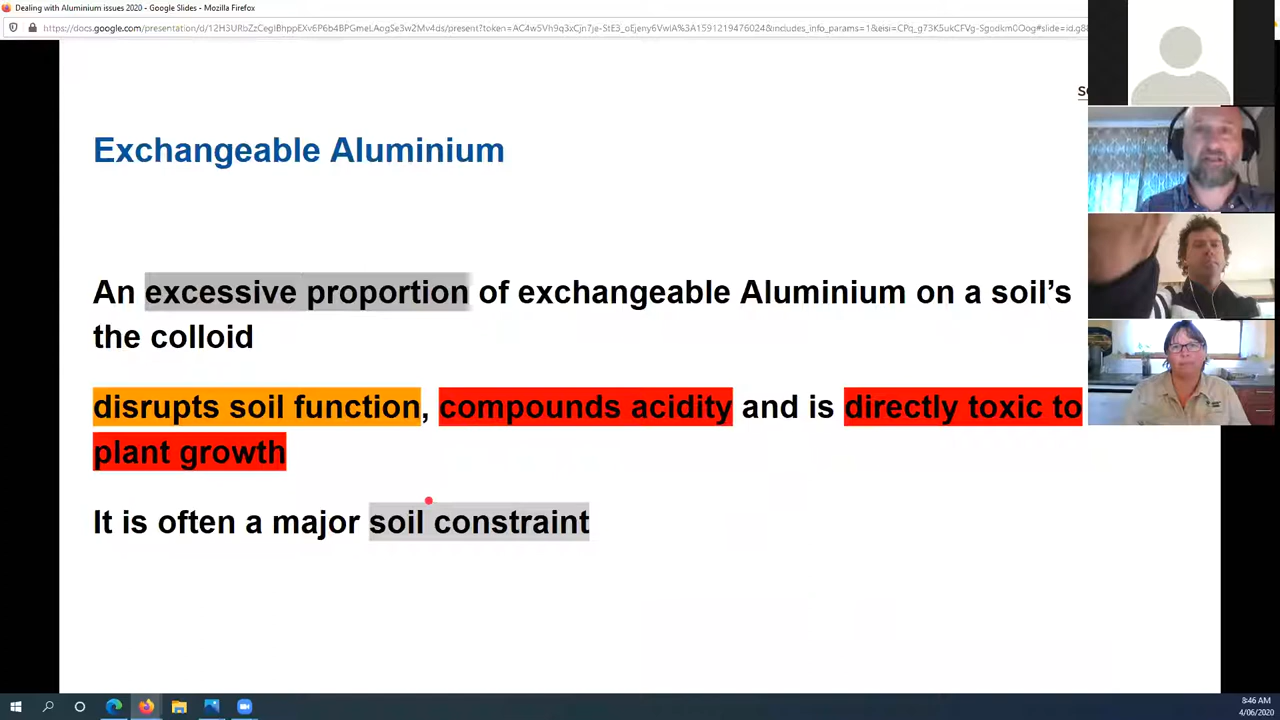 Dealing with Aluminium issues 2020 - Google Slides - Mozilla Firefox
Exchangeable Aluminium
An excessive proportion of exchangeable Aluminium on a soil's
the colloid
disrupts soil function, compounds acidity and is directly toxic to
plant growth
It is often a major soil constraint
8:46 AM
4/06/2020